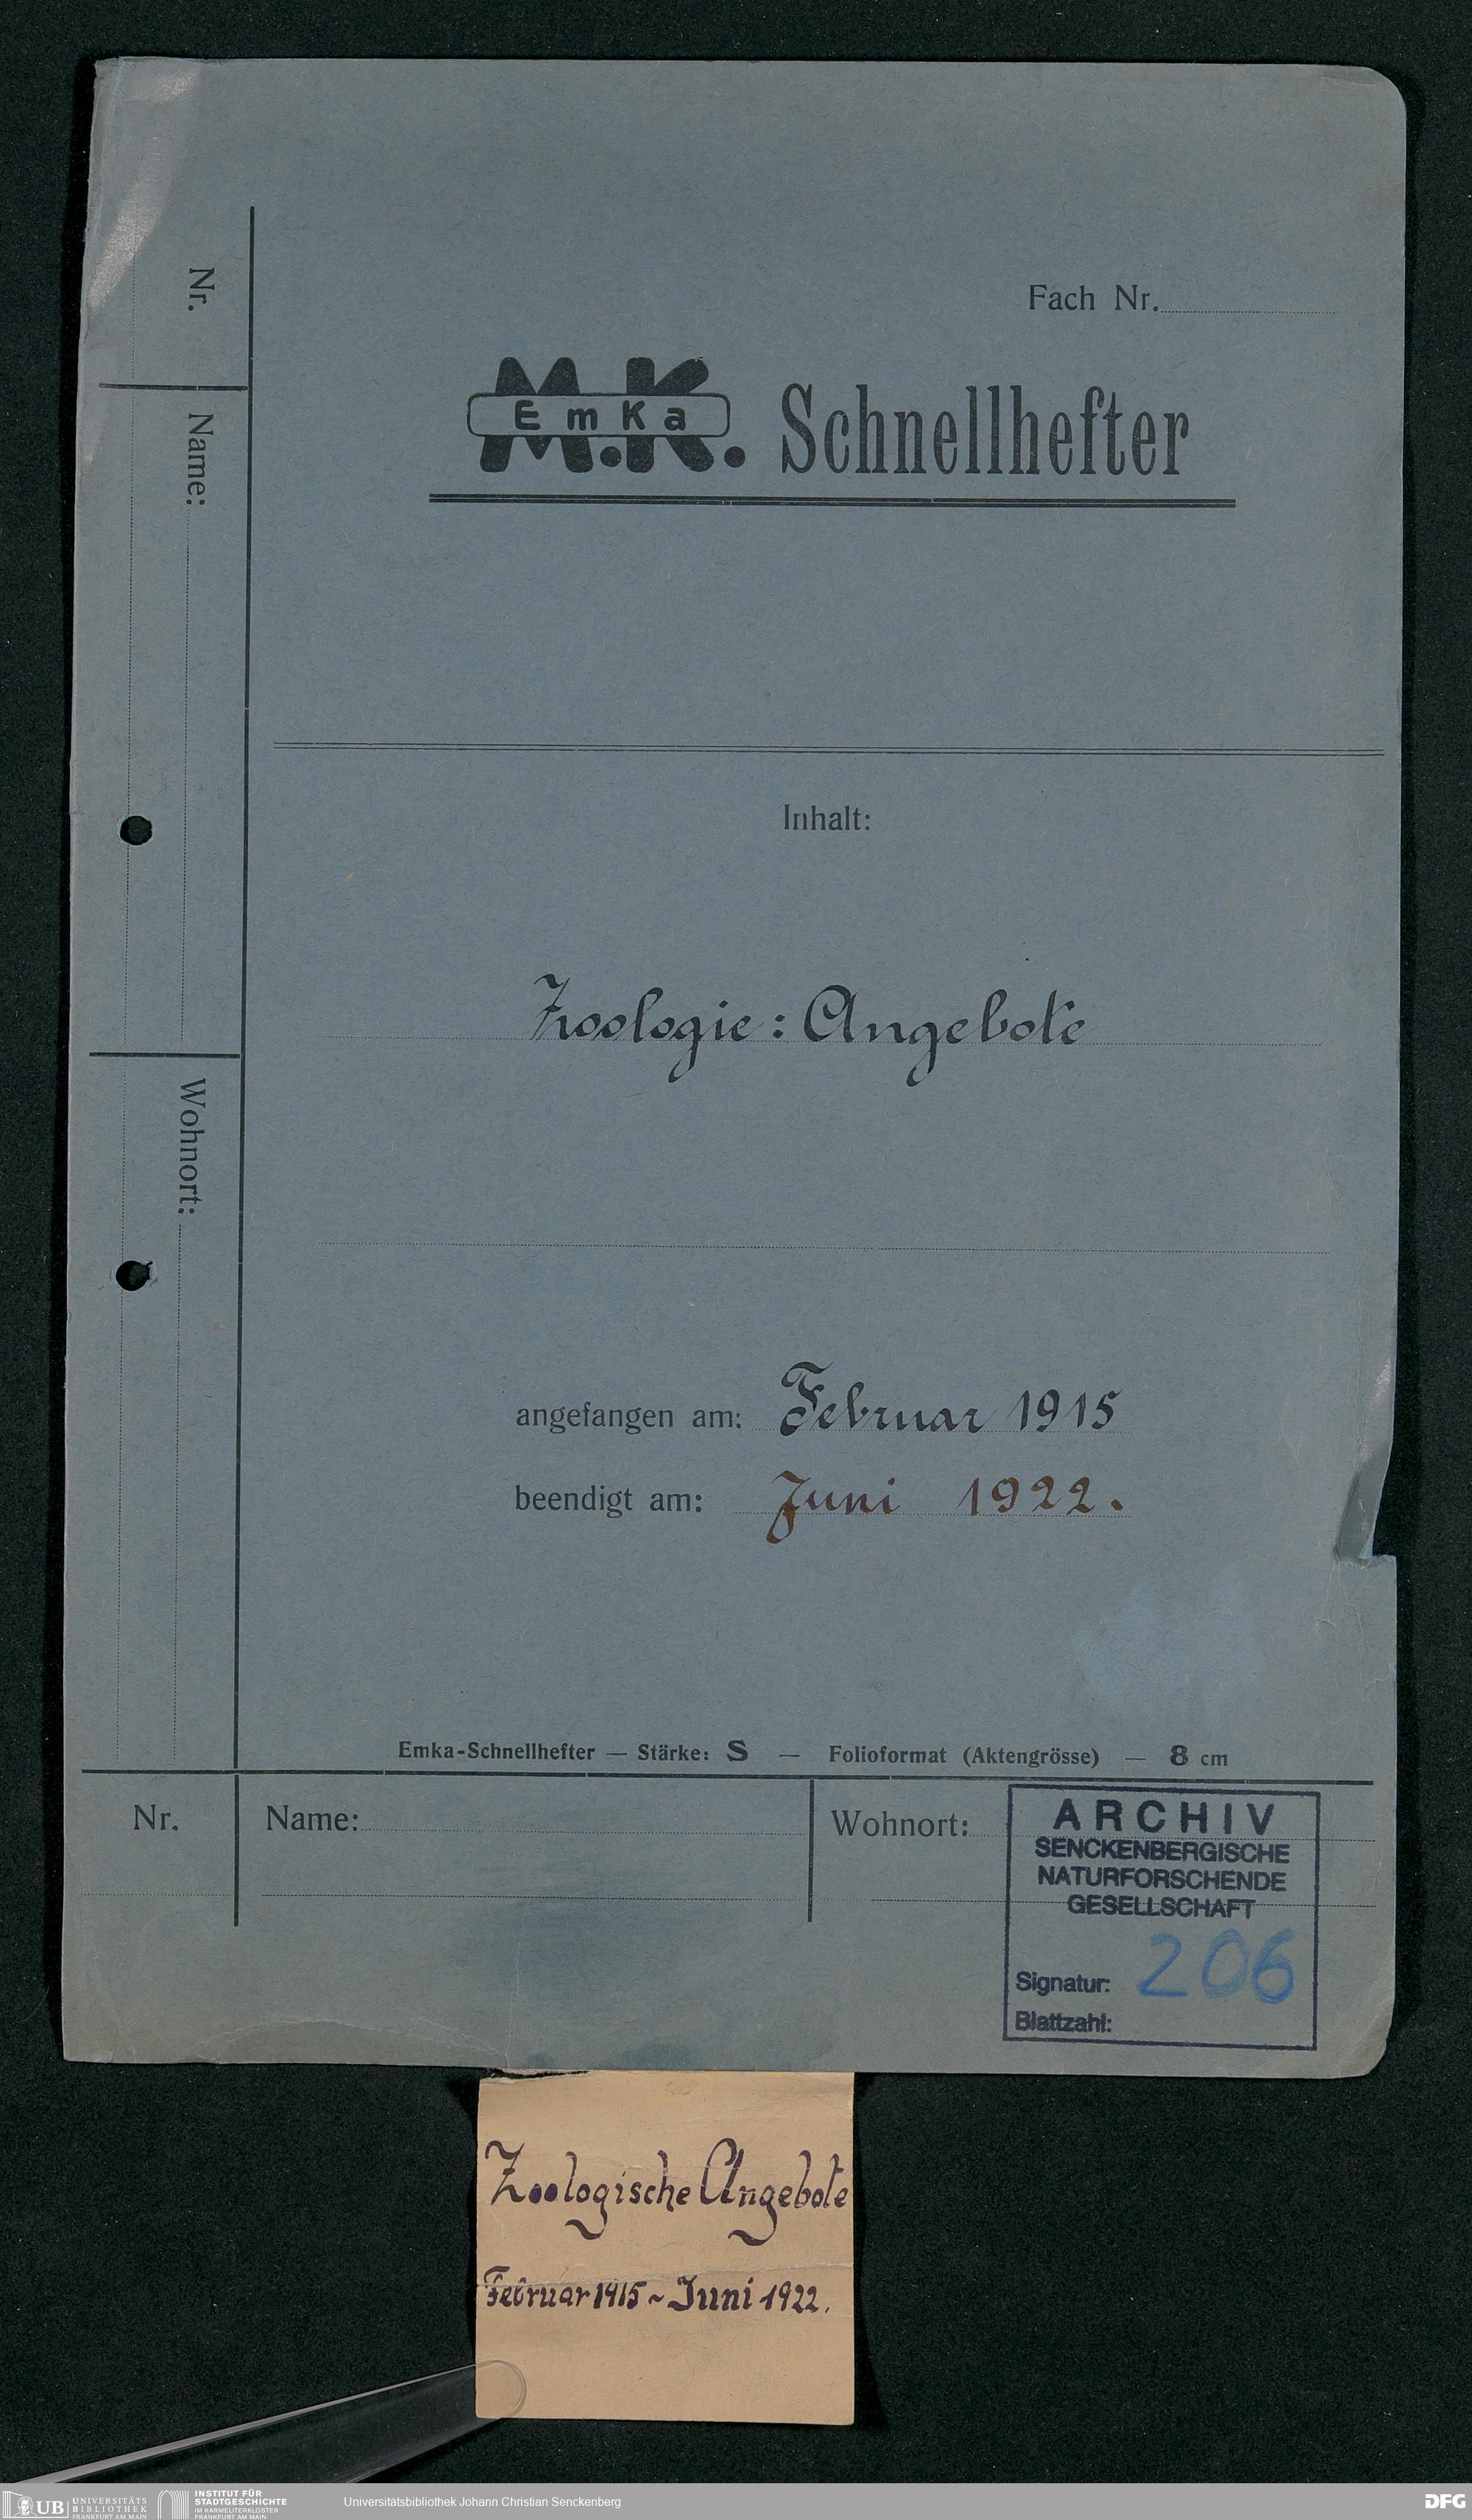 Fach Nr.
M.K.
EmKa
Schnellhefter
Nr.
Name:
Wohnort:
Inhalt:
Zoologie: Angebote
angefangen am: Februar 1915
beendigt am: Juni 1922.
Emka-Schnellhefter — Stärke: S — Folioformat (Aktengrösse) — 8 cm
Nr. Name: Wohnort:
ARCHIV
SENCKENBERGISCHE
NATURFORSCHENDE
GESELLSCHAFT
Signatur: 206
Blattzahl:
Zoologische Angebote
Februar 1915 ~ Juni 1922.
UB
UNIVERSITÄTS
BIBLIOTHEK
FRANKFURT AM MAIN
INSTITUT FÜR
STADTGESCHICHTE
IM KARMELITERKLOSTER
FRANKFURT AM MAIN
Universitätsbibliothek Johann Christian Senckenberg
DFG